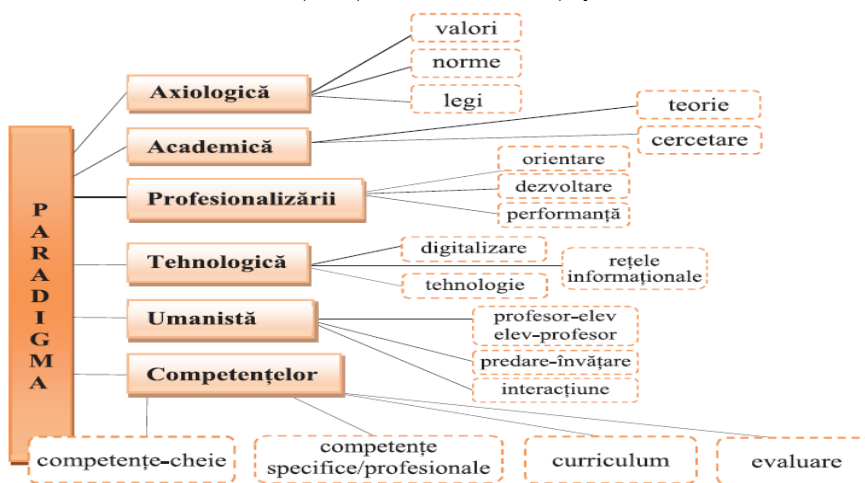 PARADIGMA
Axiologică
valori
norme
legi
Academică
teorie
cercetare
Profesionalizării
orientare
dezvoltare
performanță
Tehnologică
digitalizare
rețele
informaționale
tehnologie
Umanistă
profesor-elev
elev-profesor
predare-învățare
interacțiune
Competențelor
competențe-cheie
competențe
specifice/profesionale
curriculum
evaluare